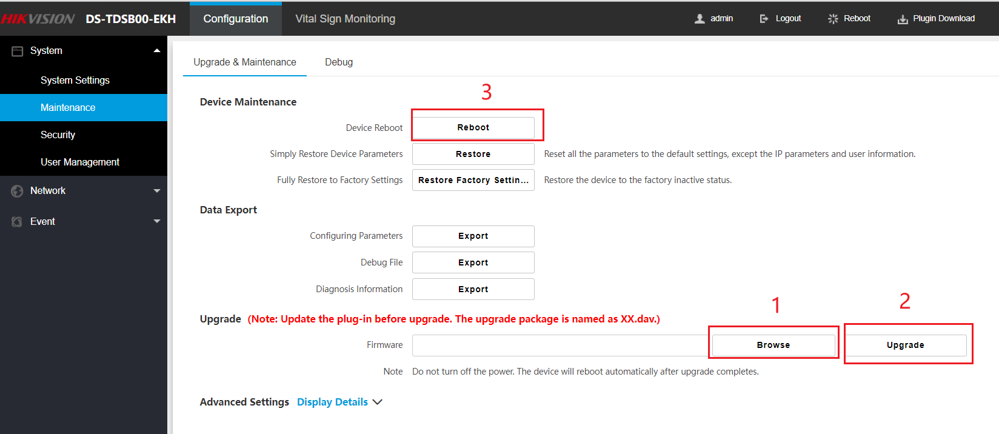 HIKVISION DS-TDSB00-EKH Configuration Vital Sign Monitoring admin Logout Reboot Plugin Download
System
System Settings
Maintenance
Security
User Management
Network
Event
Upgrade & Maintenance Debug
3
Device Maintenance
Device Reboot Reboot
Simply Restore Device Parameters Restore Reset all the parameters to the default settings, except the IP parameters and user information.
Fully Restore to Factory Settings Restore Factory Settin... Restore the device to the factory inactive status.
Data Export
Configuring Parameters Export
Debug File Export
Diagnosis Information Export
1 2
Upgrade (Note: Update the plug-in before upgrade. The upgrade package is named as XX.dav.)
Firmware Browse Upgrade
Note Do not turn off the power. The device will reboot automatically after upgrade completes.
Advanced Settings Display Details